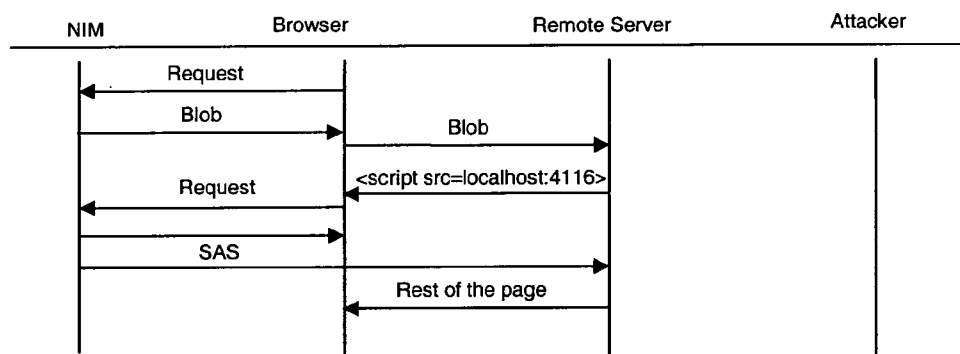 NIM Browser Remote Server Attacker
Request
Blob
Blob
<script src=localhost:4116>
Request
SAS
Rest of the page